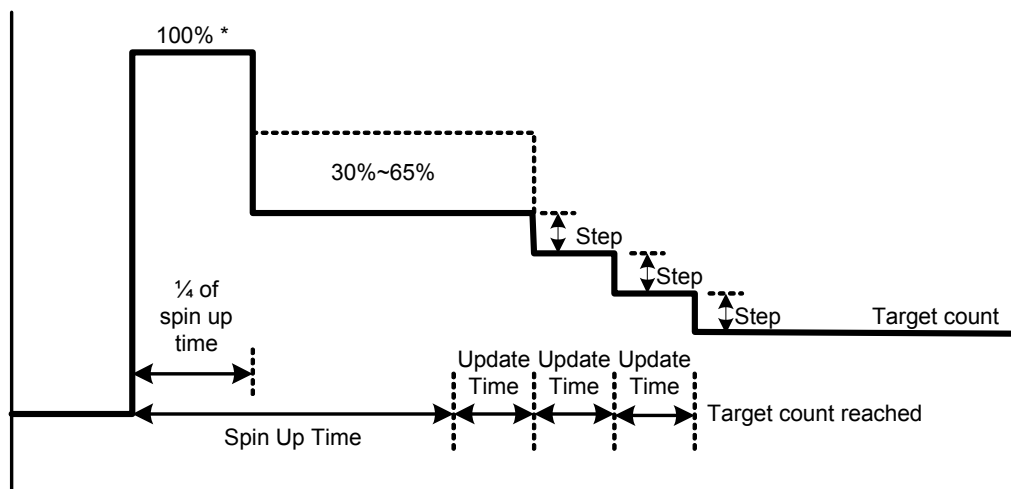 100% *
30%~65%
Step
Step
Step
Target count
¼ of
spin up
time
Update
Time
Update
Time
Update
Time
Target count reached
Spin Up Time